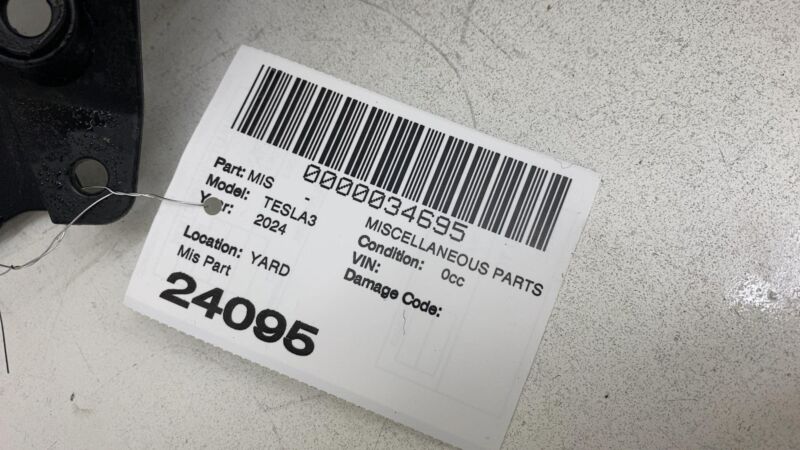 0000034695
Part: MIS - MISCELLANEOUS PARTS
Model: TESLA3 Condition: 0cc
Year: 2024 VIN:
Damage Code:
Location: YARD
Mis Part
24095